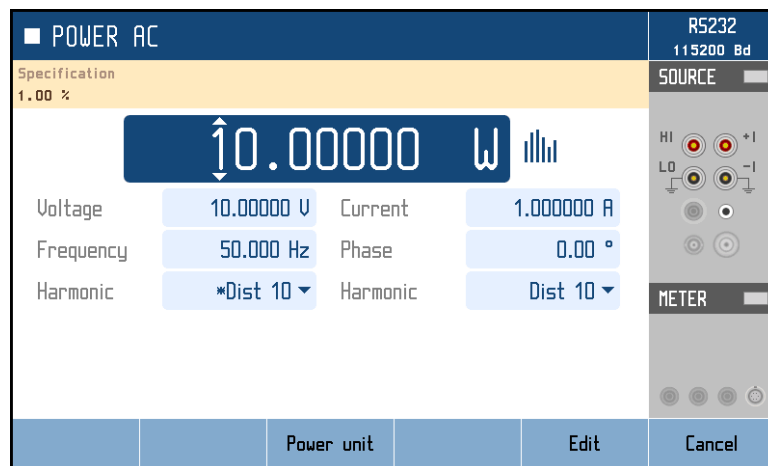 ■ POWER AC
RS232
115200 Bd
Specification
1.00 %
SOURCE
10.00000 W
HI +I
LO -I
Voltage 10.00000 V Current 1.000000 A
Frequency 50.000 Hz Phase 0.00 °
Harmonic *Dist 10 Harmonic Dist 10
METER
Power unit Edit Cancel